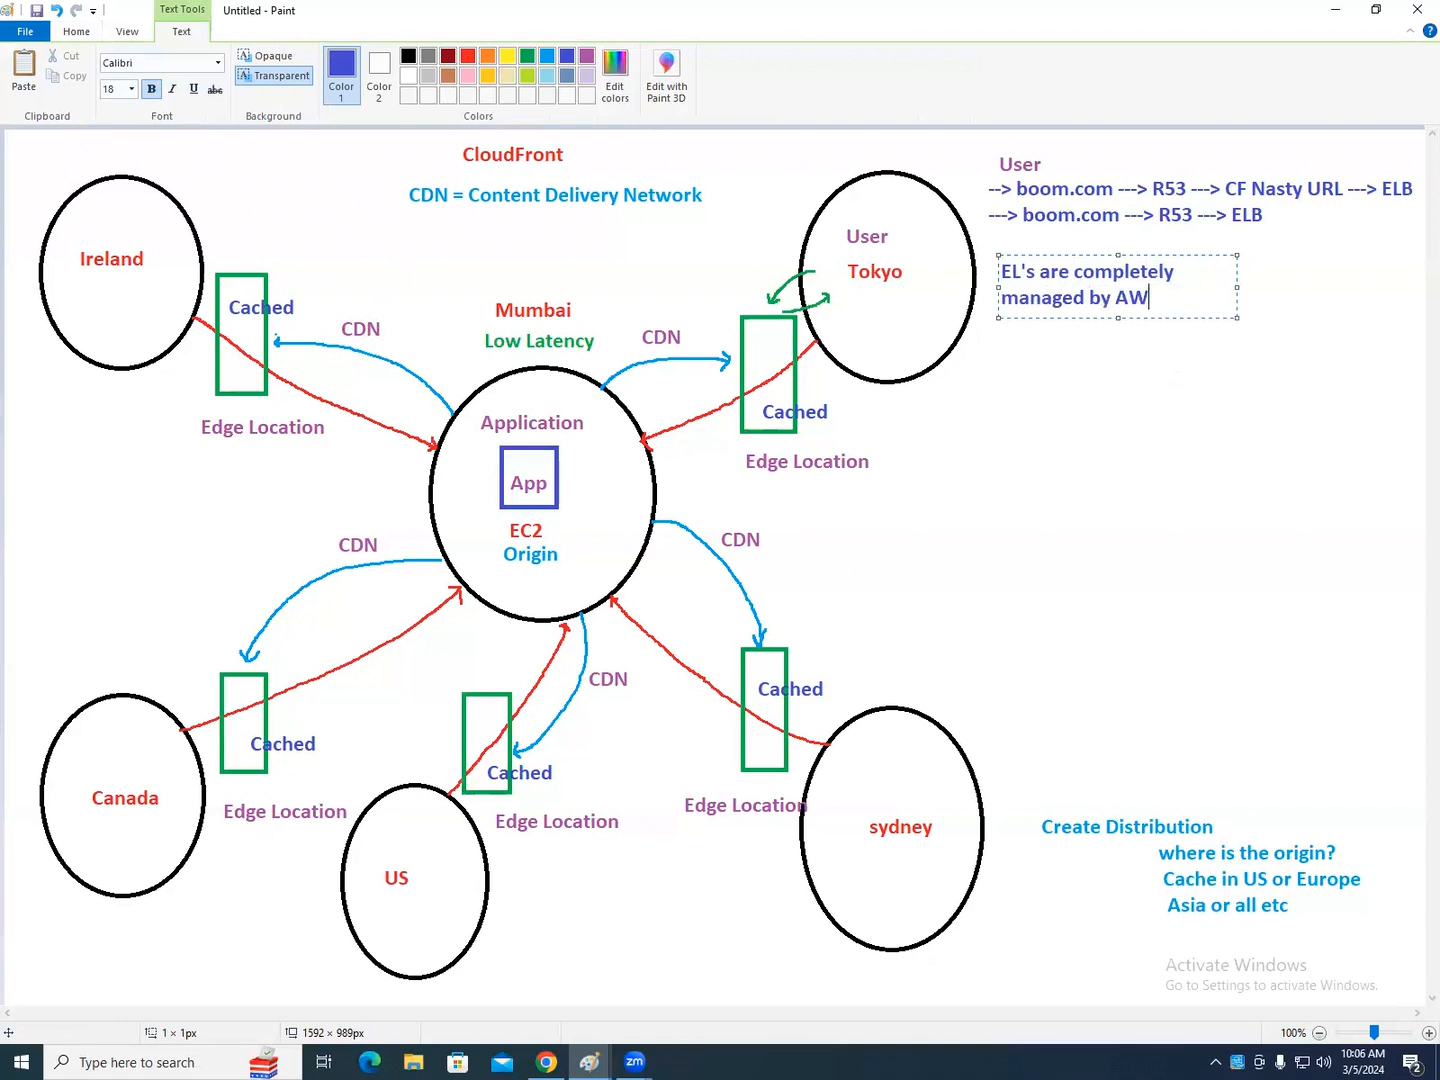 Text Tools
Untitled - Paint
File
Home
View
Text
Paste
Cut
Copy
Clipboard
Calibri
18
B
I
U
abc
Font
Opaque
Transparent
Background
Color 1
Color 2
Edit colors
Edit with Paint 3D
Colors
CloudFront
CDN = Content Delivery Network
User
--> boom.com ---> R53 ---> CF Nasty URL ---> ELB
---> boom.com ---> R53 ---> ELB
EL's are completely
managed by AW
Ireland
Cached
CDN
Edge Location
Mumbai
Low Latency
CDN
User
Tokyo
Cached
Edge Location
Application
App
EC2
Origin
CDN
CDN
CDN
Cached
Edge Location
Canada
Cached
Edge Location
US
Cached
Edge Location
sydney
Create Distribution
where is the origin?
Cache in US or Europe
Asia or all etc
Activate Windows
Go to Settings to activate Windows.
1 × 1px
1592 × 989px
100%
Type here to search
zm
10:06 AM
3/5/2024
2